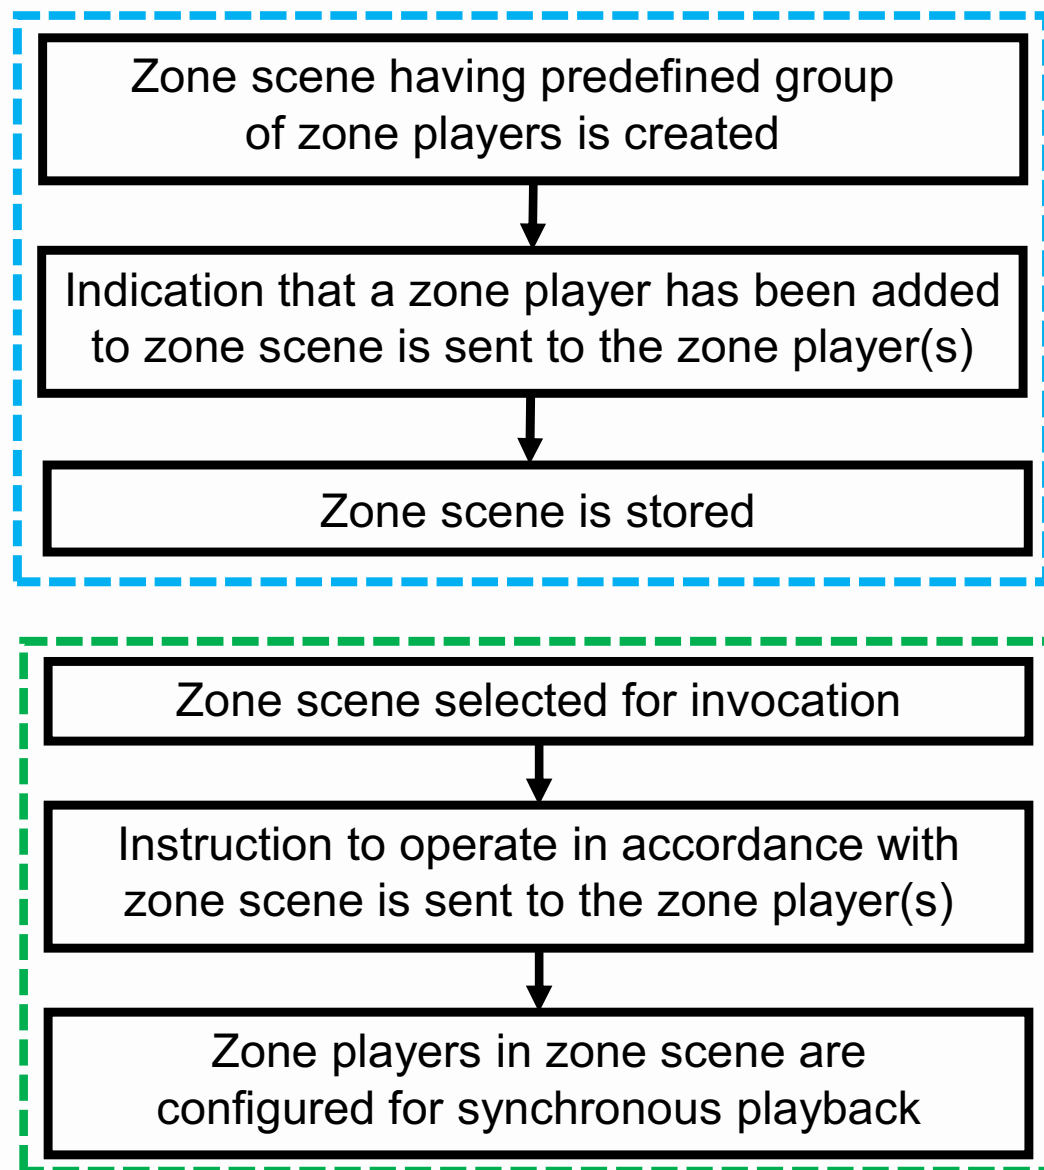 Zone scene having predefined group
of zone players is created
Indication that a zone player has been added
to zone scene is sent to the zone player(s)
Zone scene is stored
Zone scene selected for invocation
Instruction to operate in accordance with
zone scene is sent to the zone player(s)
Zone players in zone scene are
configured for synchronous playback